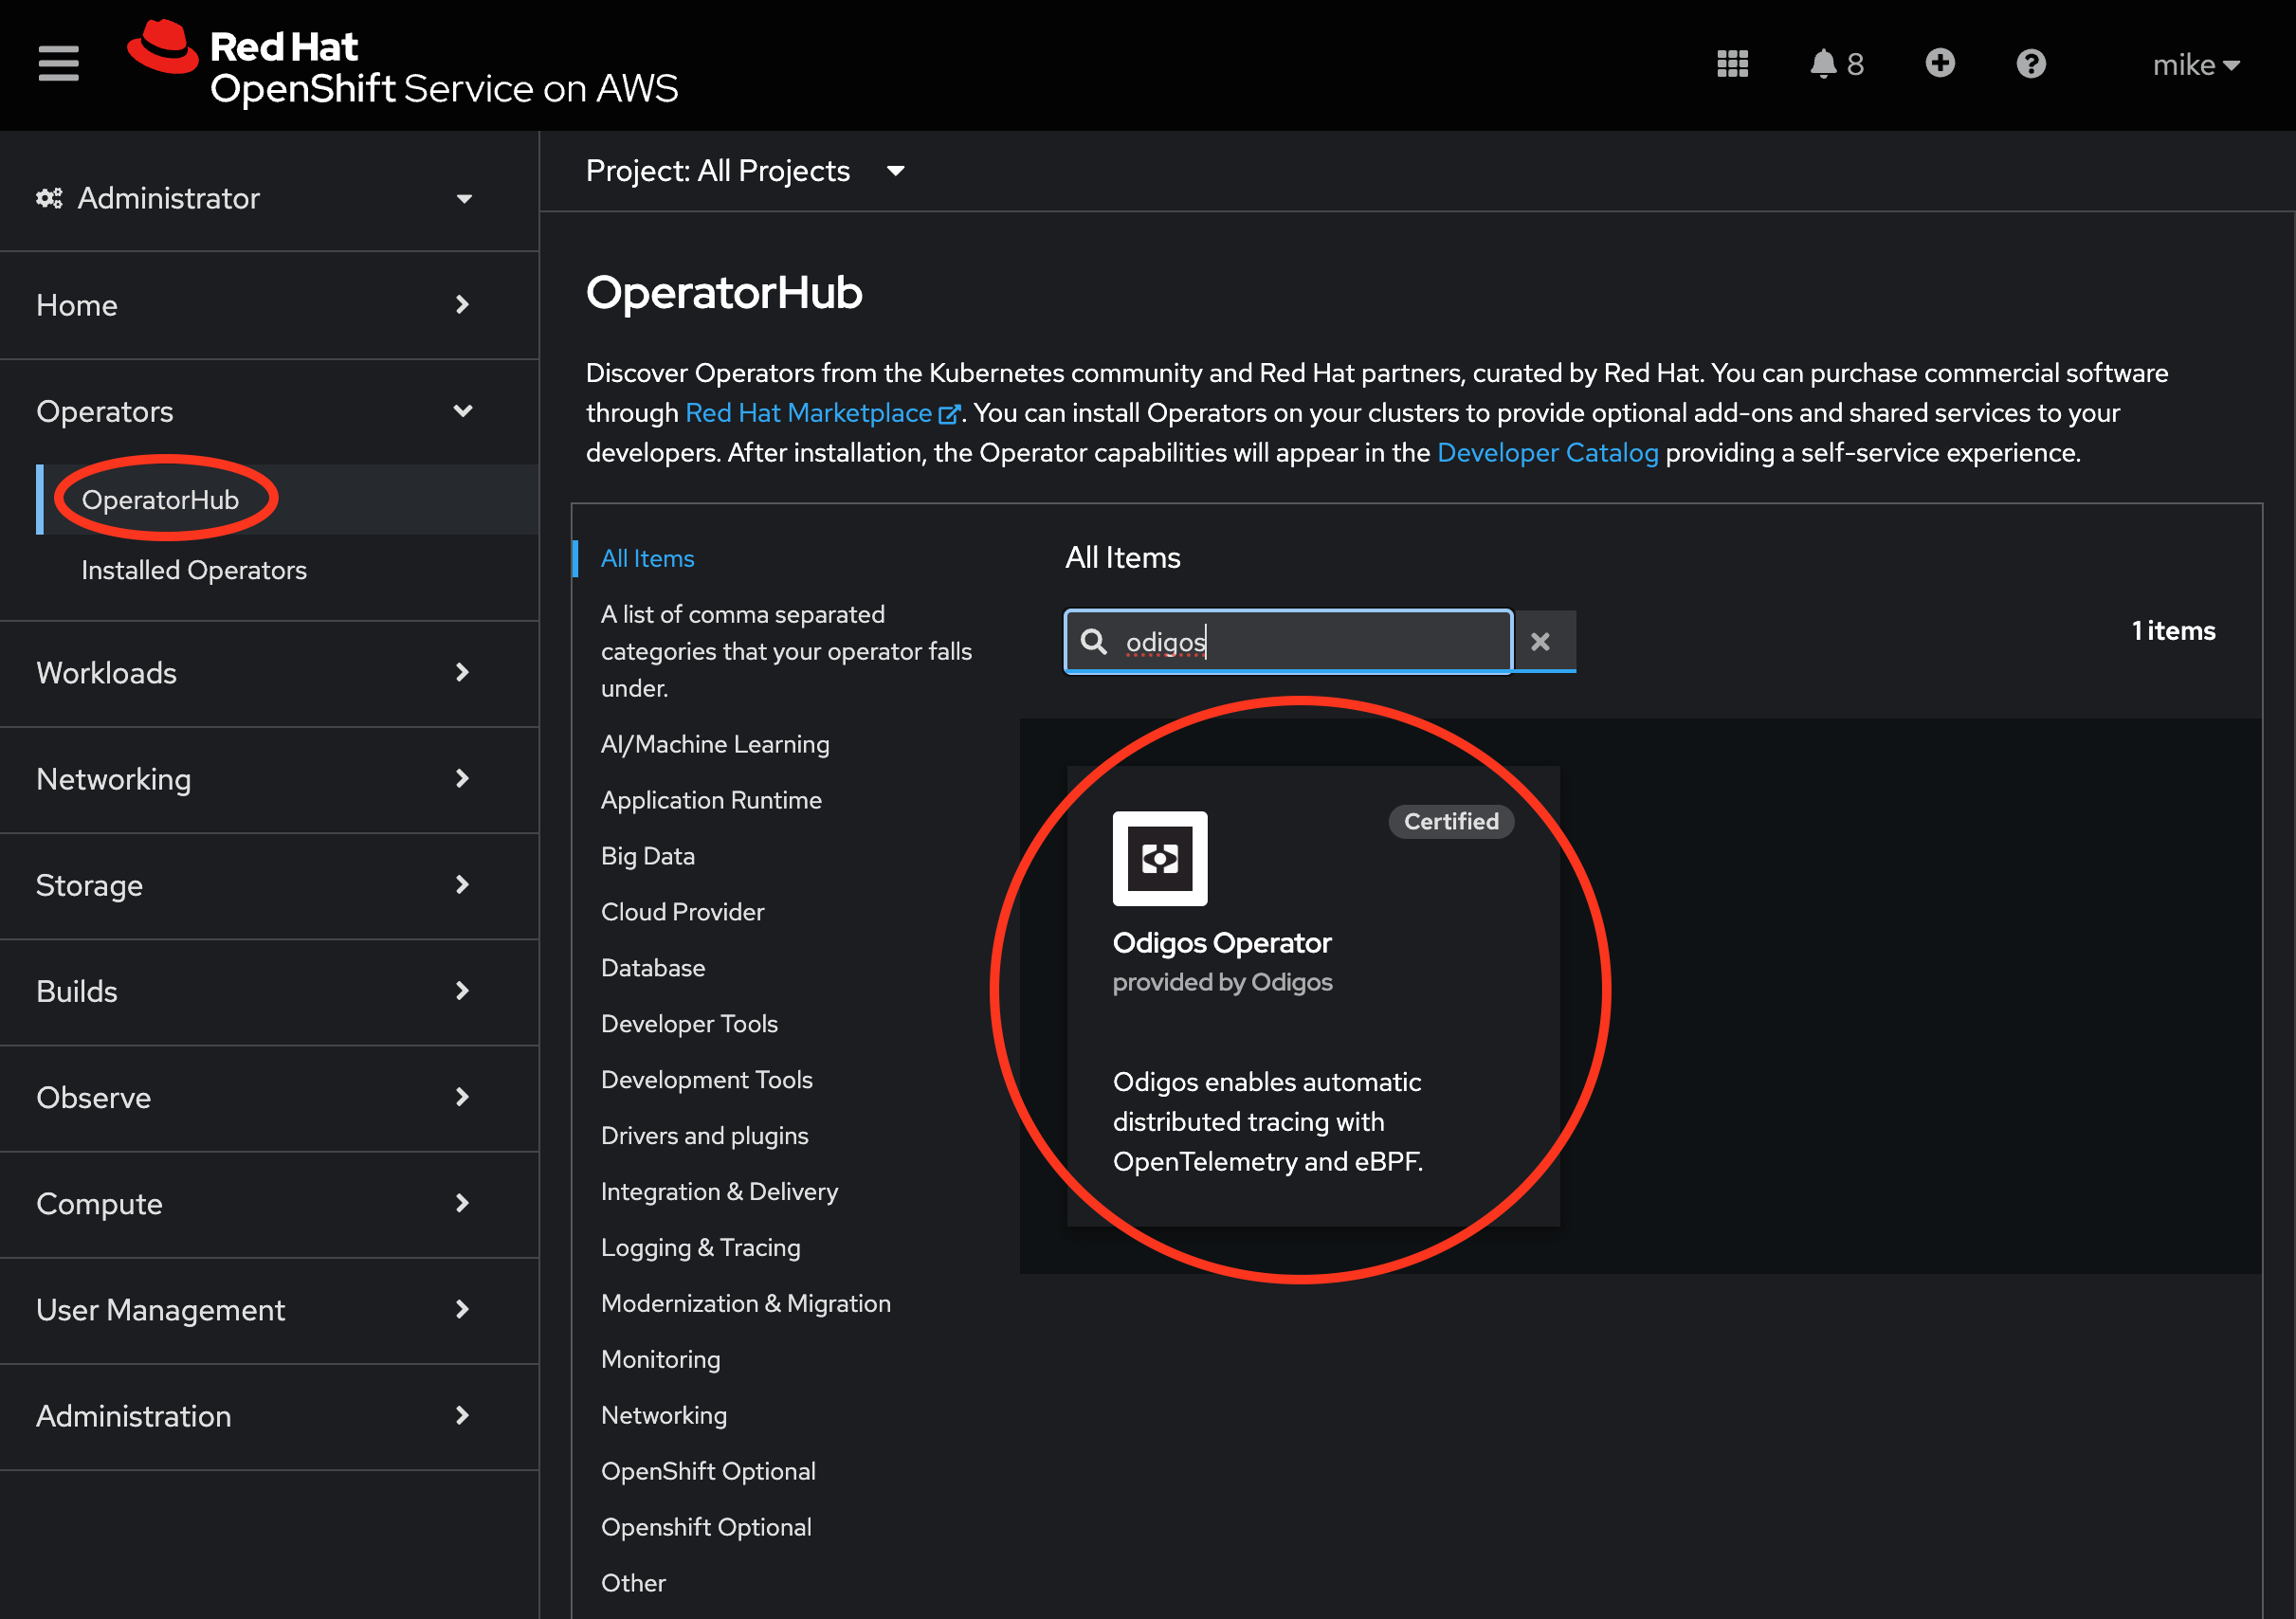 Red Hat
OpenShift Service on AWS
8
mike
Administrator
Home
Operators
OperatorHub
Installed Operators
Workloads
Networking
Storage
Builds
Observe
Compute
User Management
Administration
Project: All Projects
OperatorHub
Discover Operators from the Kubernetes community and Red Hat partners, curated by Red Hat. You can purchase commercial software
through Red Hat Marketplace. You can install Operators on your clusters to provide optional add-ons and shared services to your
developers. After installation, the Operator capabilities will appear in the Developer Catalog providing a self-service experience.
All Items
A list of comma separated
categories that your operator falls
under.
AI/Machine Learning
Application Runtime
Big Data
Cloud Provider
Database
Developer Tools
Development Tools
Drivers and plugins
Integration & Delivery
Logging & Tracing
Modernization & Migration
Monitoring
Networking
OpenShift Optional
Openshift Optional
Other
All Items
odigos
1 items
Certified
Odigos Operator
provided by Odigos
Odigos enables automatic
distributed tracing with
OpenTelemetry and eBPF.